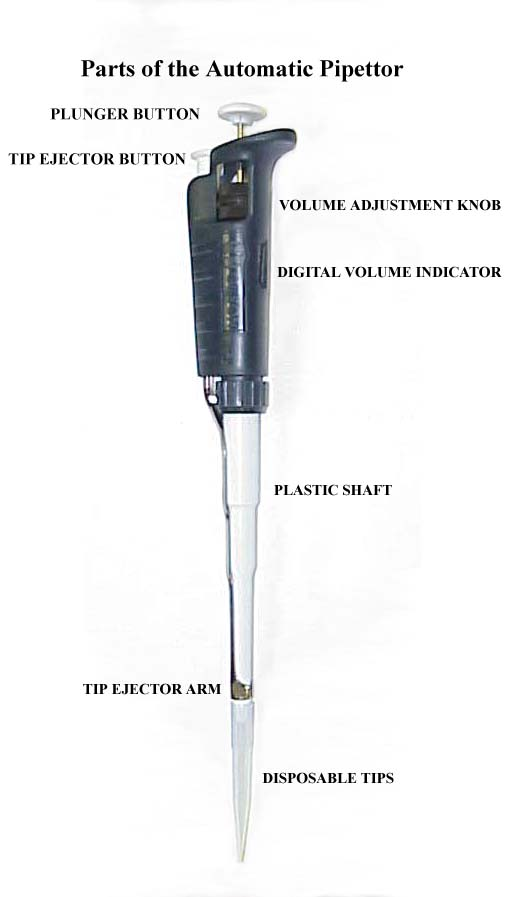 Parts of the Automatic Pipettor
PLUNGER BUTTON
TIP EJECTOR BUTTON
VOLUME ADJUSTMENT KNOB
DIGITAL VOLUME INDICATOR
PLASTIC SHAFT
TIP EJECTOR ARM
DISPOSABLE TIPS